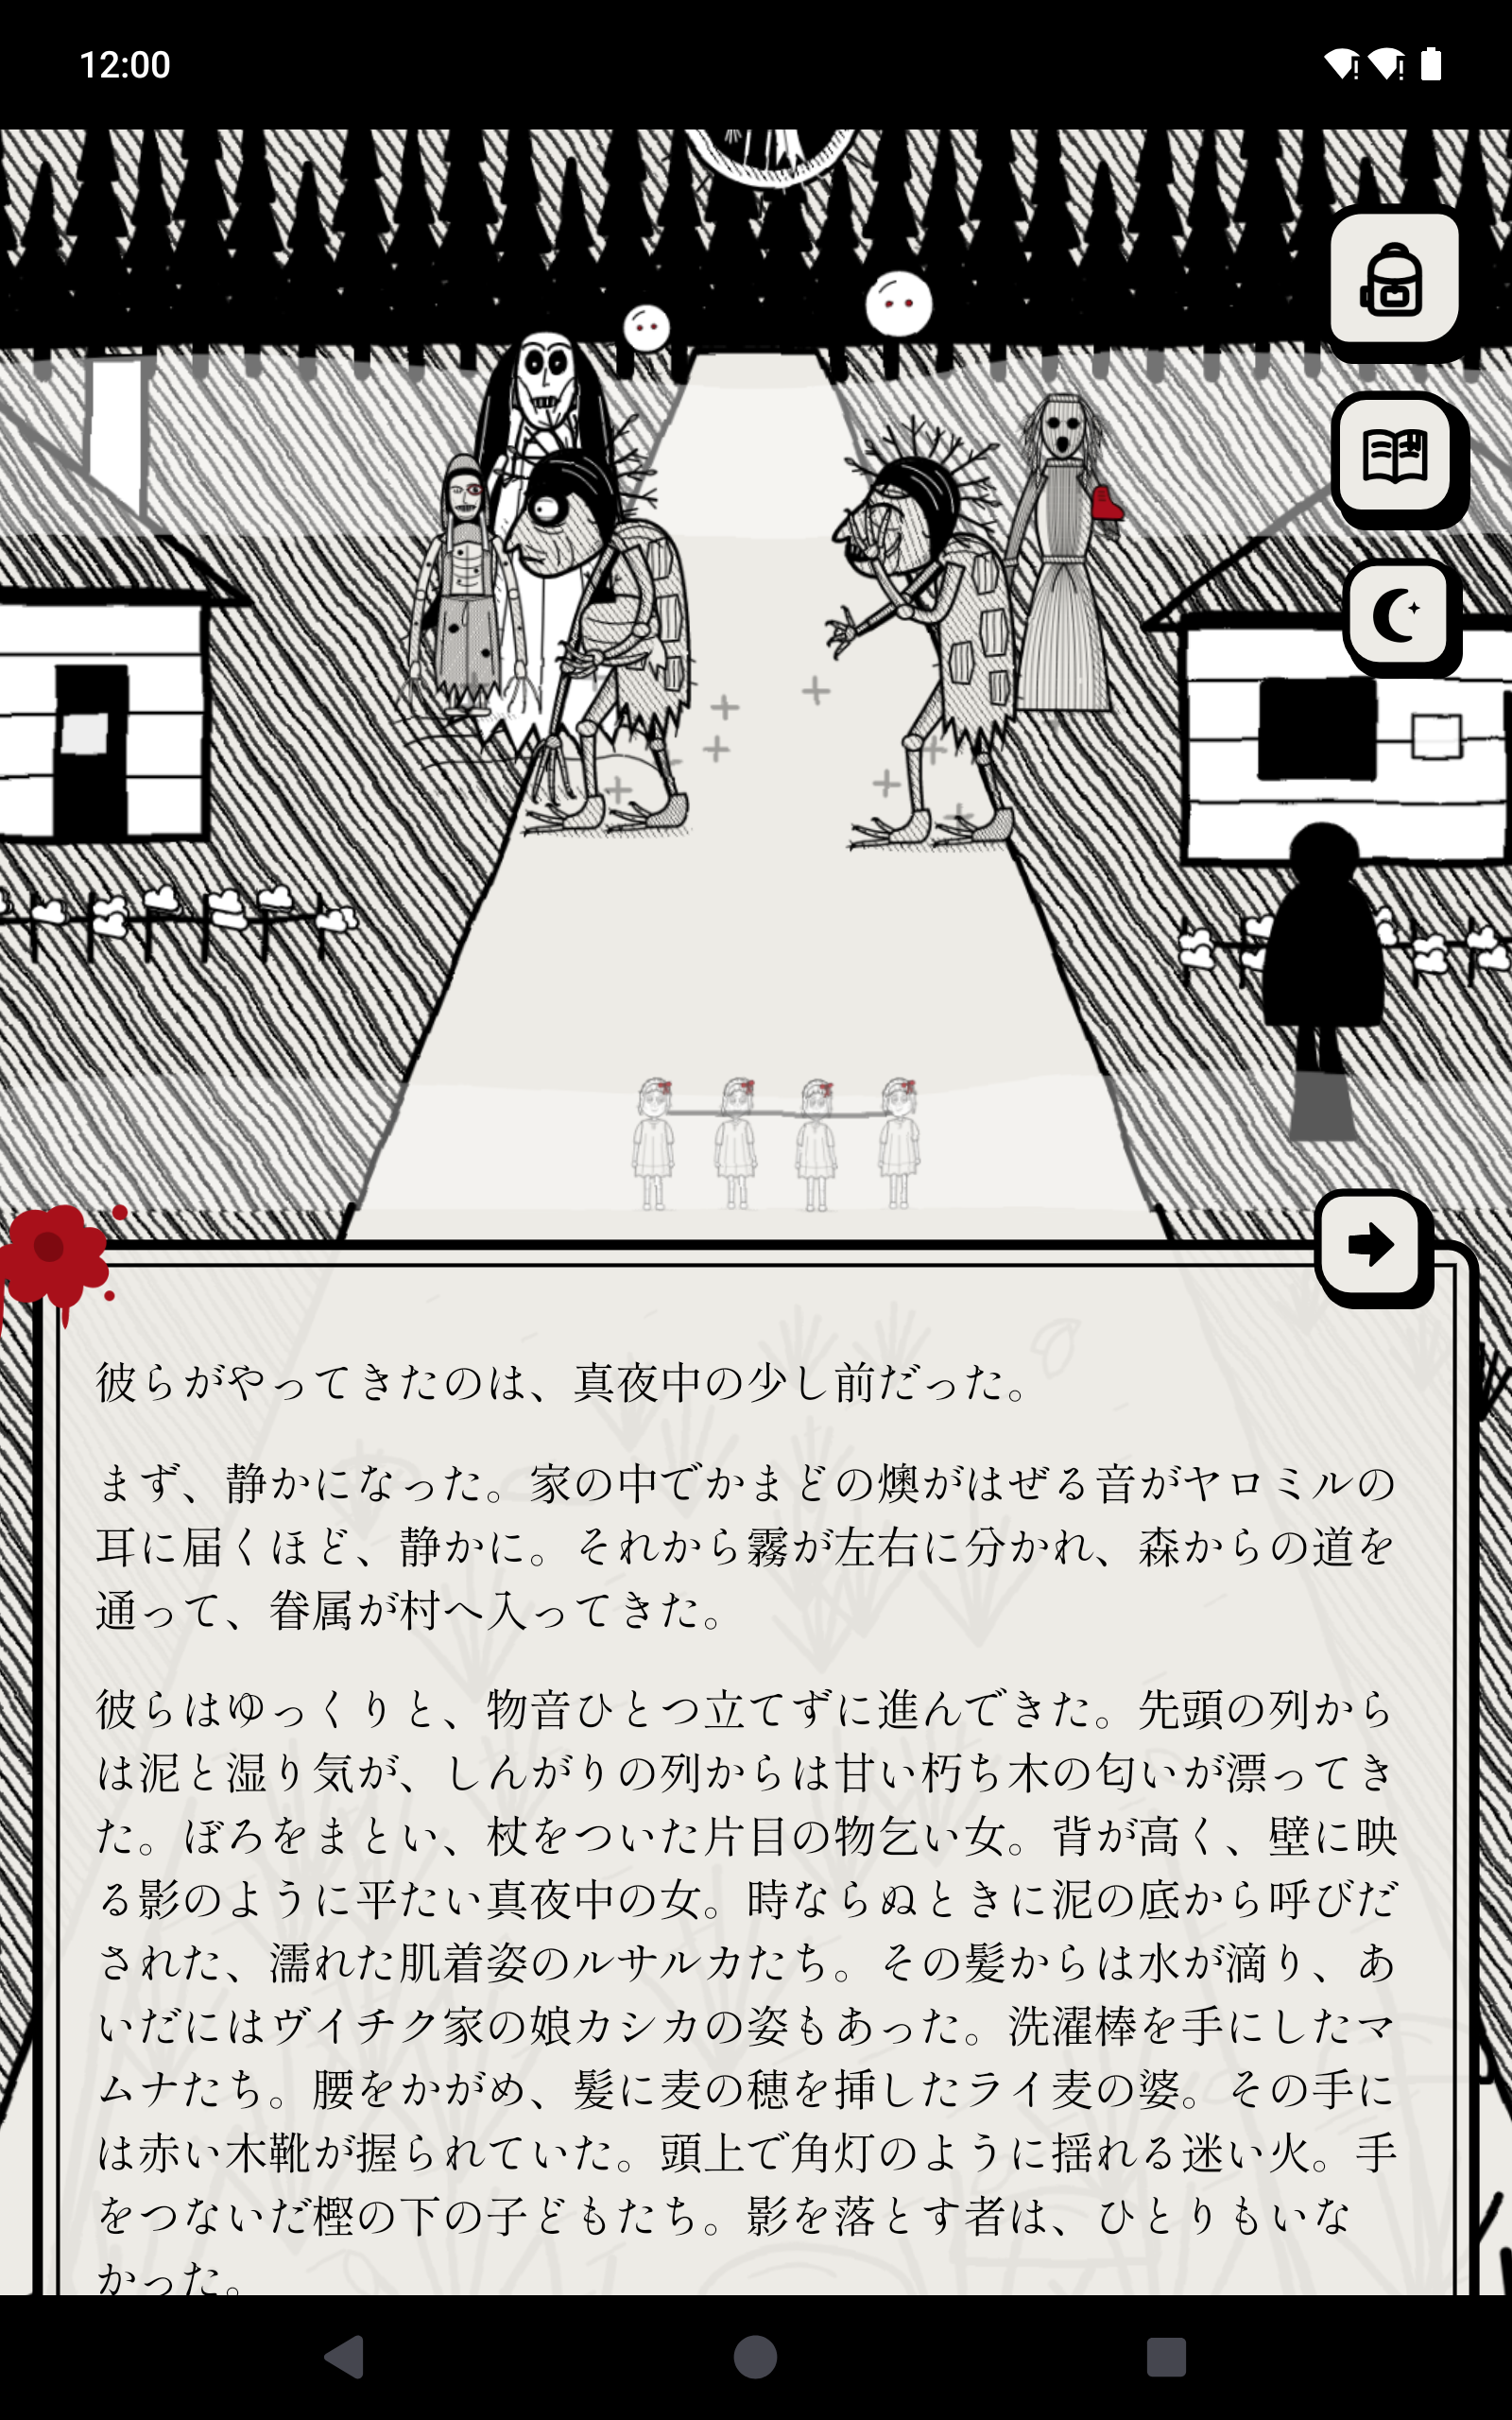 12:00
彼らがやってきたのは、真夜中の少し前だった。
まず、静かになった。家の中でかまどの燠がはぜる音がヤロミルの
耳に届くほど、静かに。それから霧が左右に分かれ、森からの道を
通って、眷属が村へ入ってきた。
彼らはゆっくりと、物音ひとつ立てずに進んできた。先頭の列から
は泥と湿り気が、しんがりの列からは甘い朽ち木の匂いが漂ってき
た。ぼろをまとい、杖をついた片目の物乞い女。背が高く、壁に映
る影のように平たい真夜中の女。時ならぬときに泥の底から呼びだ
された、濡れた肌着姿のルサルカたち。その髪からは水が滴り、あ
いだにはヴイチク家の娘カシカの姿もあった。洗濯棒を手にしたマ
ムナたち。腰をかがめ、髪に麦の穂を挿したライ麦の婆。その手に
は赤い木靴が握られていた。頭上で角灯のように揺れる迷い火。手
をつないだ樫の下の子どもたち。影を落とす者は、ひとりもいな
かった。